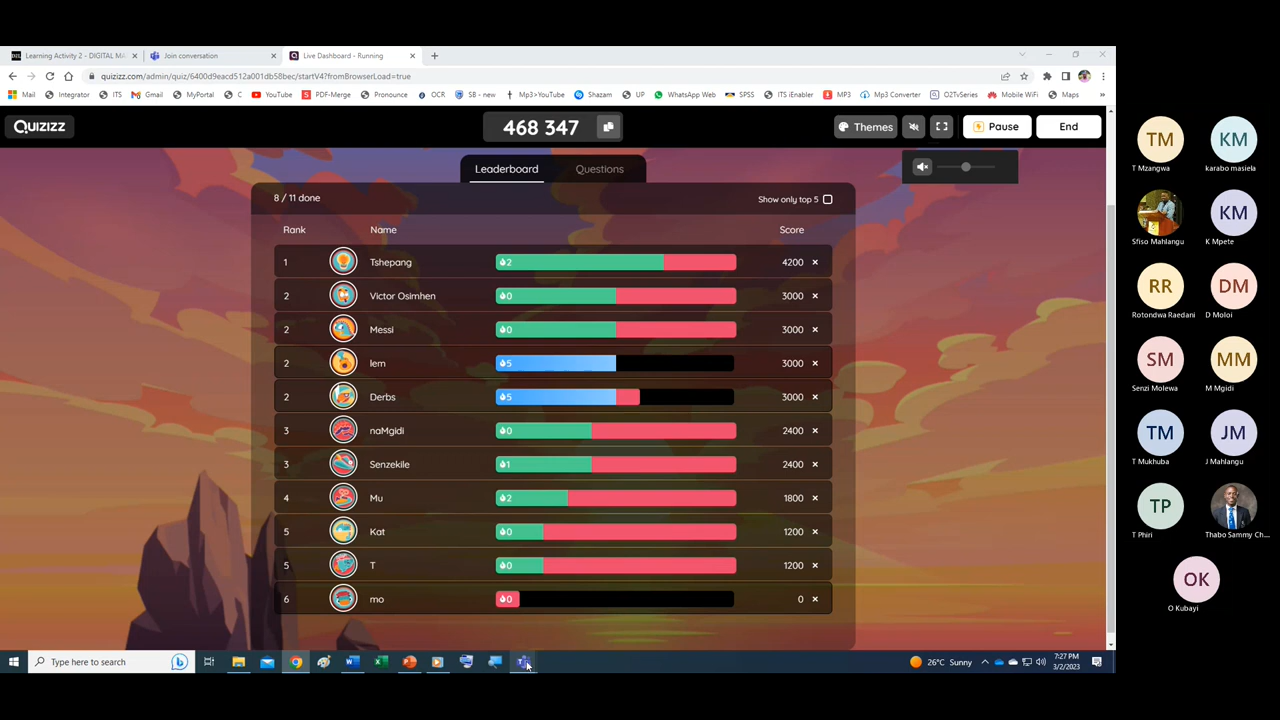 Learning Activity 2 - DIGITAL MA
Join conversation
Live Dashboard - Running
quizizz.com/admin/quiz/6400d9eacd512a001db58bec/startV4?fromBrowserLoad=true
Mail Integrator ITS Gmail MyPortal C YouTube PDF-Merge Pronounce OCR SB - new Mp3>YouTube Shazam UP WhatsApp Web SPSS ITS iEnabler MP3 Mp3 Converter O2TvSeries Mobile WiFi Maps
QUIZIZZ
468 347
Themes
Pause
End
Leaderboard Questions
8 / 11 done
Show only top 5
Rank Name Score
1 Tshepang 2 4200
2 Victor Osimhen 0 3000
2 Messi 0 3000
2 lem 5 3000
2 Derbs 5 3000
3 naMgidi 0 2400
3 Senzekile 1 2400
4 Mu 2 1800
5 Kat 0 1200
5 T 0 1200
6 mo 0 0
TM KM
T Mzangwa karabo masiela
KM
Sfiso Mahlangu K Mpete
RR DM
Rotondwa Raedani D Moloi
SM MM
Senzi Molewa M Mgidi
TM JM
T Mukhuba J Mahlangu
TP
T Phiri Thabo Sammy Ch...
OK
O Kubayi
Type here to search
26°C Sunny
7:27 PM
3/2/2023